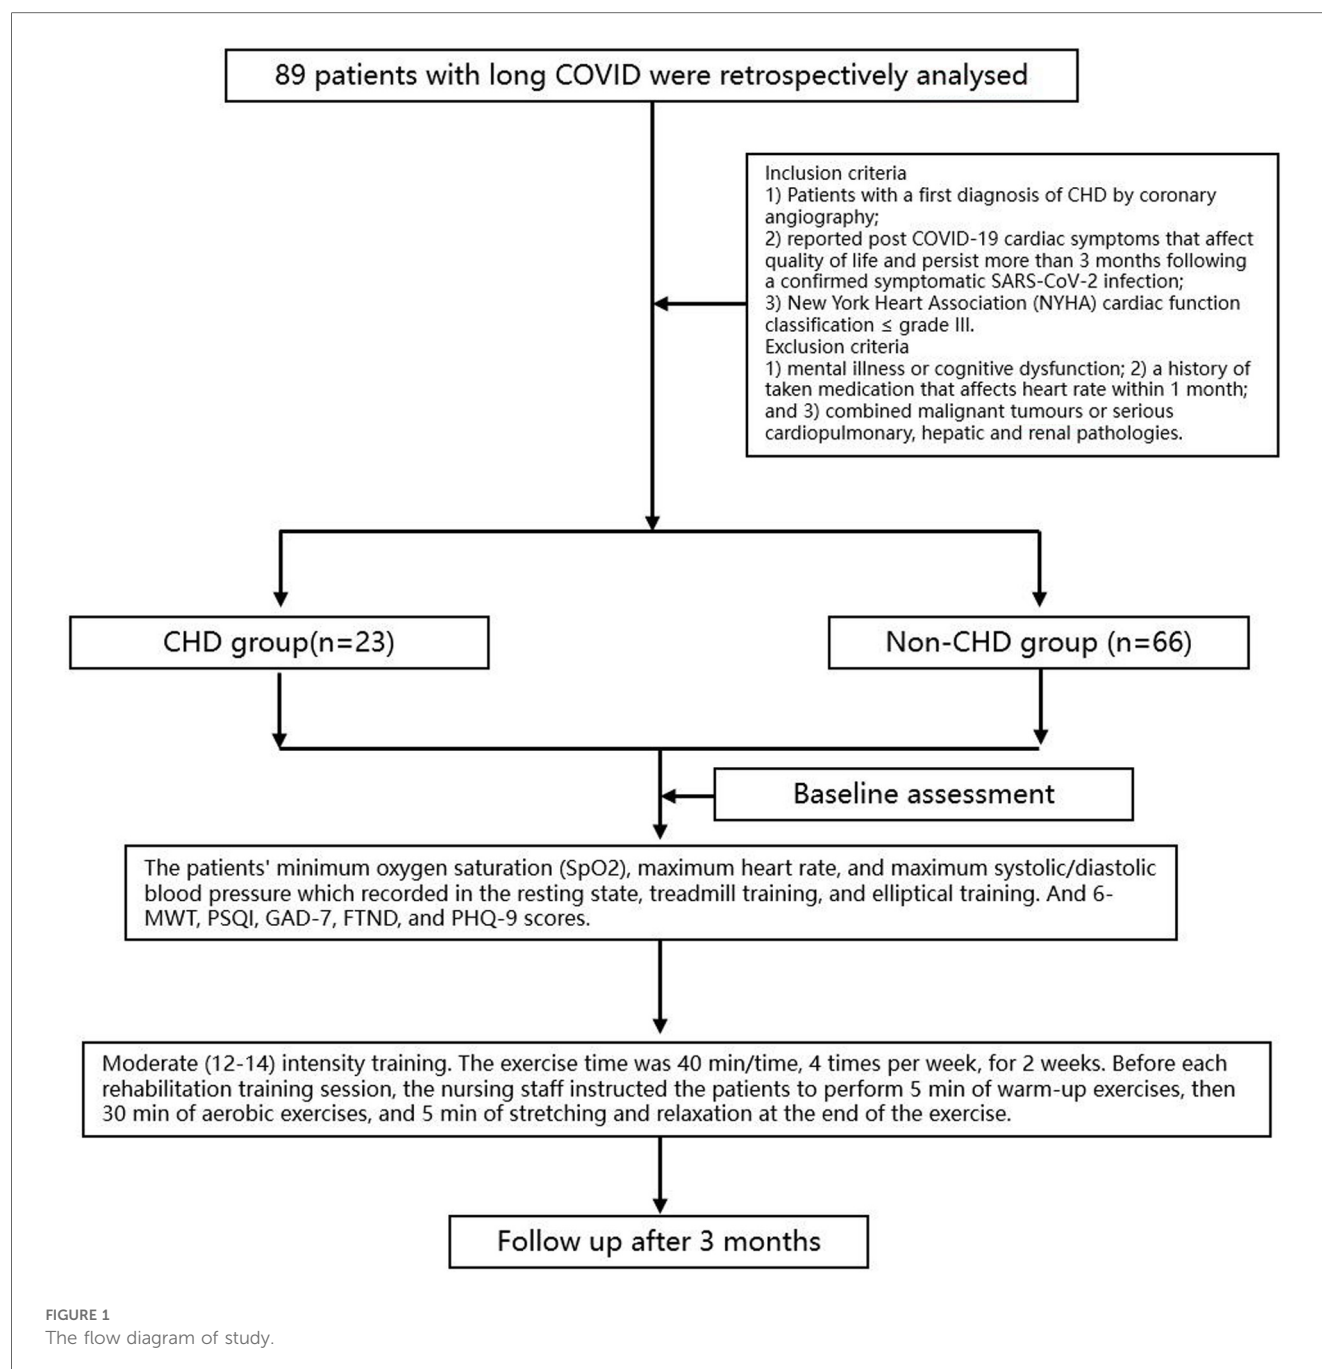 89 patients with long COVID were retrospectively analysed
Inclusion criteria
1) Patients with a first diagnosis of CHD by coronary
angiography;
2) reported post COVID-19 cardiac symptoms that affect
quality of life and persist more than 3 months following
a confirmed symptomatic SARS-CoV-2 infection;
3) New York Heart Association (NYHA) cardiac function
classification ≤ grade III.
Exclusion criteria
1) mental illness or cognitive dysfunction; 2) a history of
taken medication that affects heart rate within 1 month;
and 3) combined malignant tumours or serious
cardiopulmonary, hepatic and renal pathologies.
CHD group(n=23)
Non-CHD group (n=66)
Baseline assessment
The patients' minimum oxygen saturation (SpO2), maximum heart rate, and maximum systolic/diastolic
blood pressure which recorded in the resting state, treadmill training, and elliptical training. And 6-
MWT, PSQI, GAD-7, FTND, and PHQ-9 scores.
Moderate (12-14) intensity training. The exercise time was 40 min/time, 4 times per week, for 2 weeks. Before each
rehabilitation training session, the nursing staff instructed the patients to perform 5 min of warm-up exercises, then
30 min of aerobic exercises, and 5 min of stretching and relaxation at the end of the exercise.
Follow up after 3 months
FIGURE 1
The flow diagram of study.